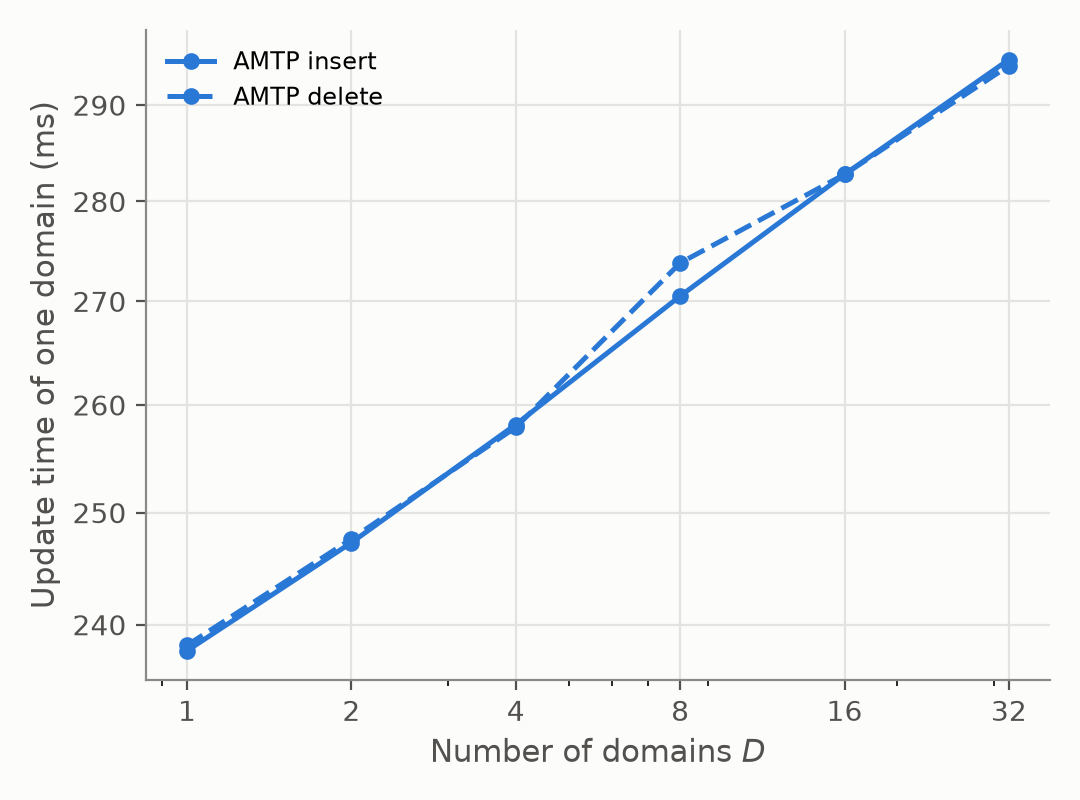 AMTP insert
AMTP delete
Update time of one domain (ms)
290
280
270
260
250
240
1 2 4 8 16 32
Number of domains D